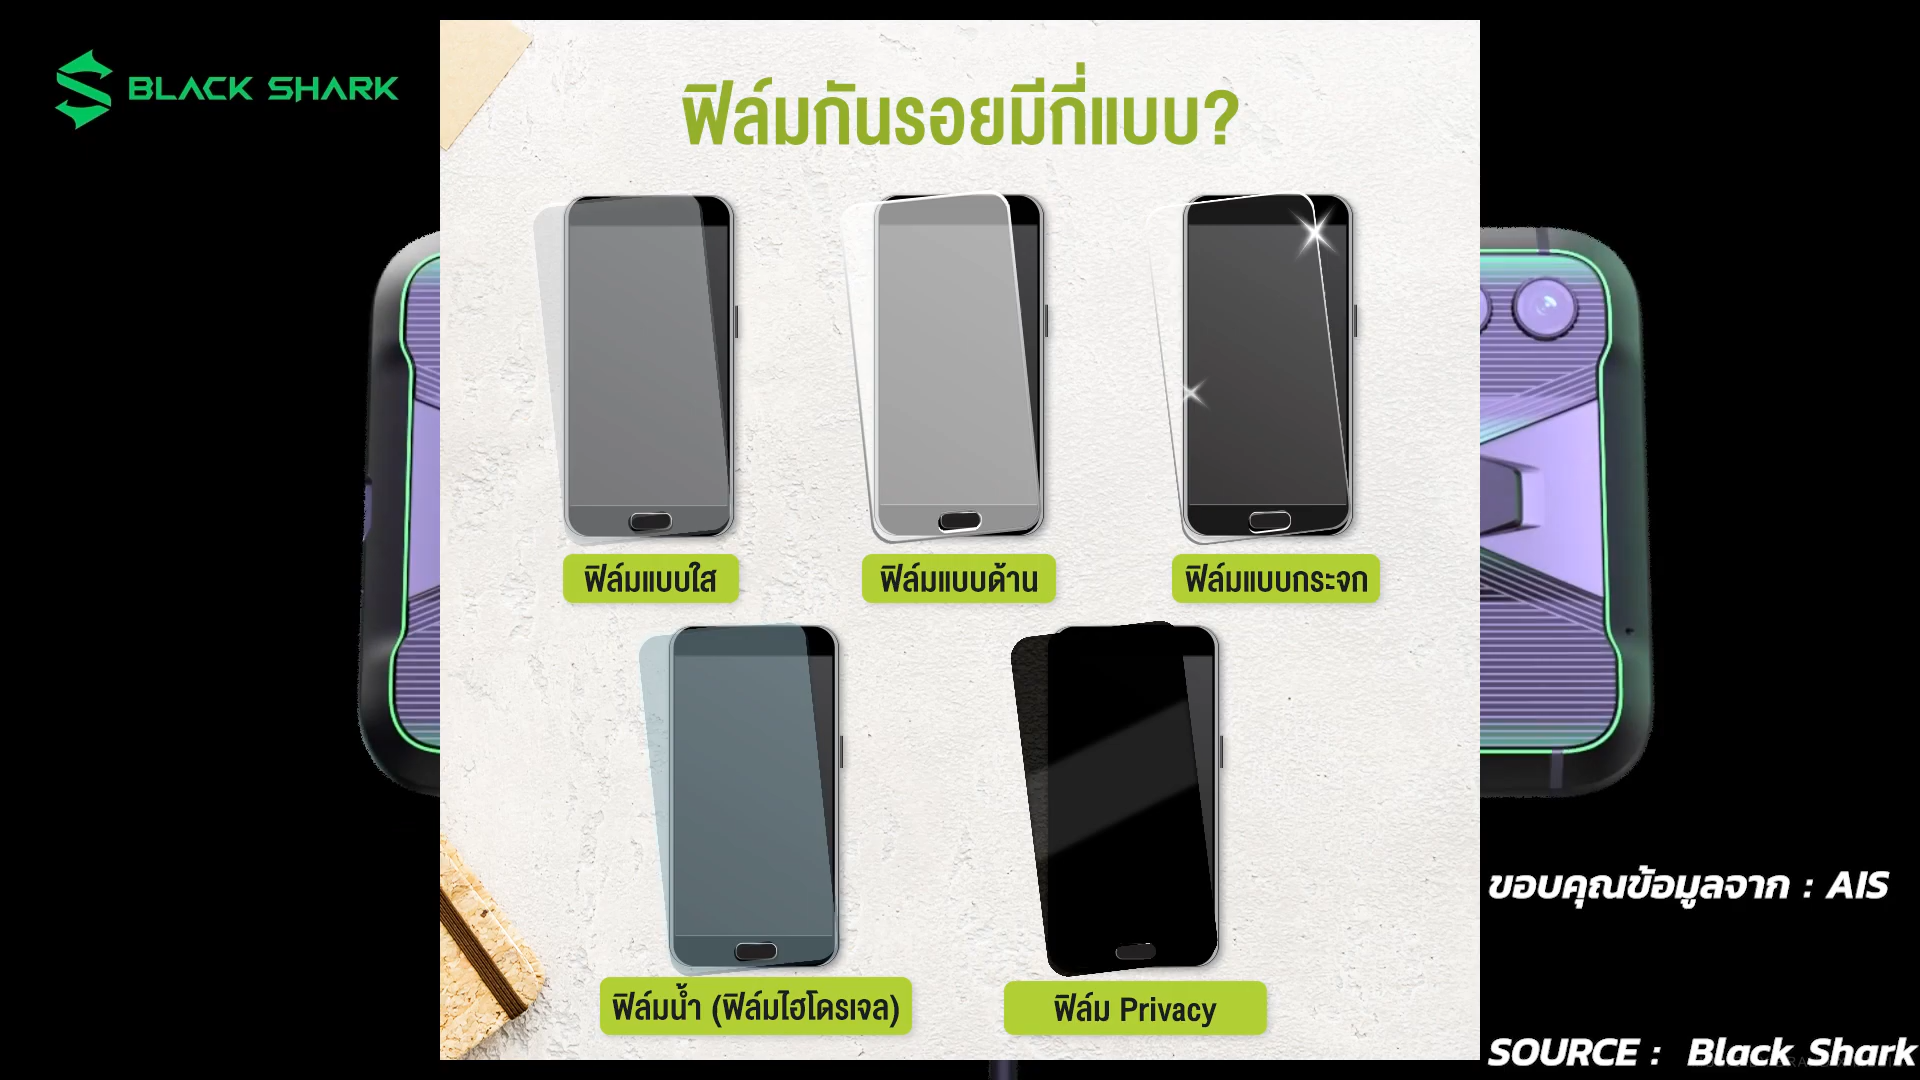 BLACK SHARK
ฟิล์มกันรอยมีกี่แบบ?
ฟิล์มแบบใส
ฟิล์มแบบด้าน
ฟิล์มแบบกระจก
ฟิล์มน้ำ (ฟิล์มไฮโดรเจล)
ฟิล์ม Privacy
ขอบคุณข้อมูลจาก : AIS
SOURCE : Black Shark